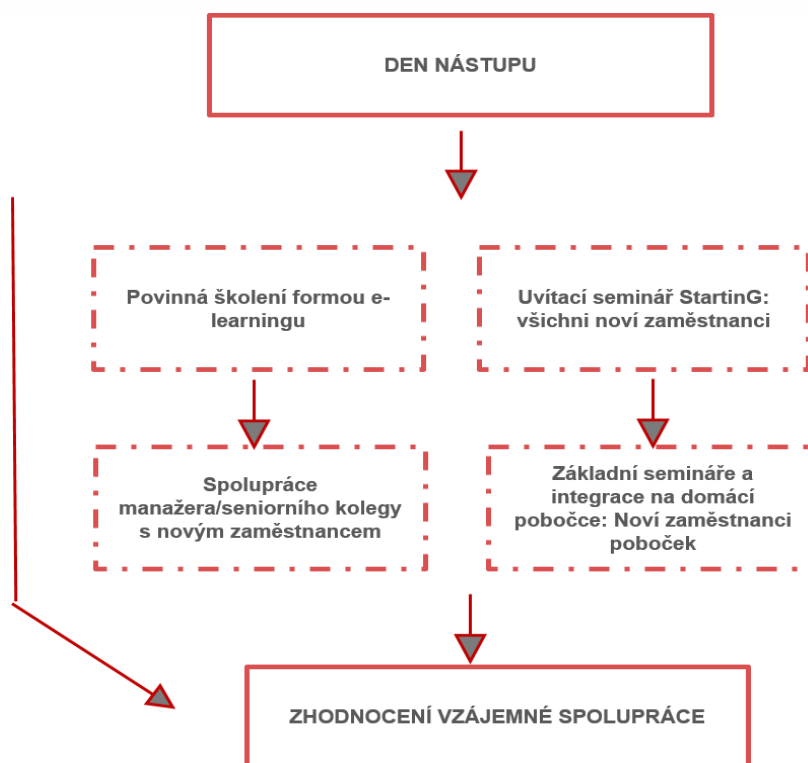 DEN NÁSTUPU
Povinná školení formou e-
learningu
Uvítací seminář StartinG:
všichni noví zaměstnanci
Spolupráce
manažera/seniorního kolegy
s novým zaměstnancem
Základní semináře a
integrace na domácí
pobočce: Noví zaměstnanci
poboček
ZHODNOCENÍ VZÁJEMNÉ SPOLUPRÁCE